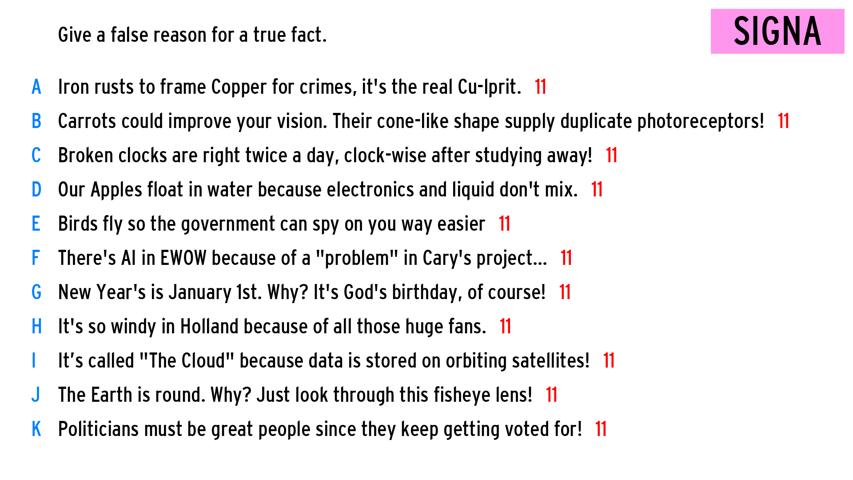 Give a false reason for a true fact.
SIGNA
A Iron rusts to frame Copper for crimes, it's the real Cu-lprit. 11
B Carrots could improve your vision. Their cone-like shape supply duplicate photoreceptors! 11
C Broken clocks are right twice a day, clock-wise after studying away! 11
D Our Apples float in water because electronics and liquid don't mix. 11
E Birds fly so the government can spy on you way easier 11
F There's AI in EWOW because of a "problem" in Cary's project... 11
G New Year's is January 1st. Why? It's God's birthday, of course! 11
H It's so windy in Holland because of all those huge fans. 11
I It’s called "The Cloud" because data is stored on orbiting satellites! 11
J The Earth is round. Why? Just look through this fisheye lens! 11
K Politicians must be great people since they keep getting voted for! 11